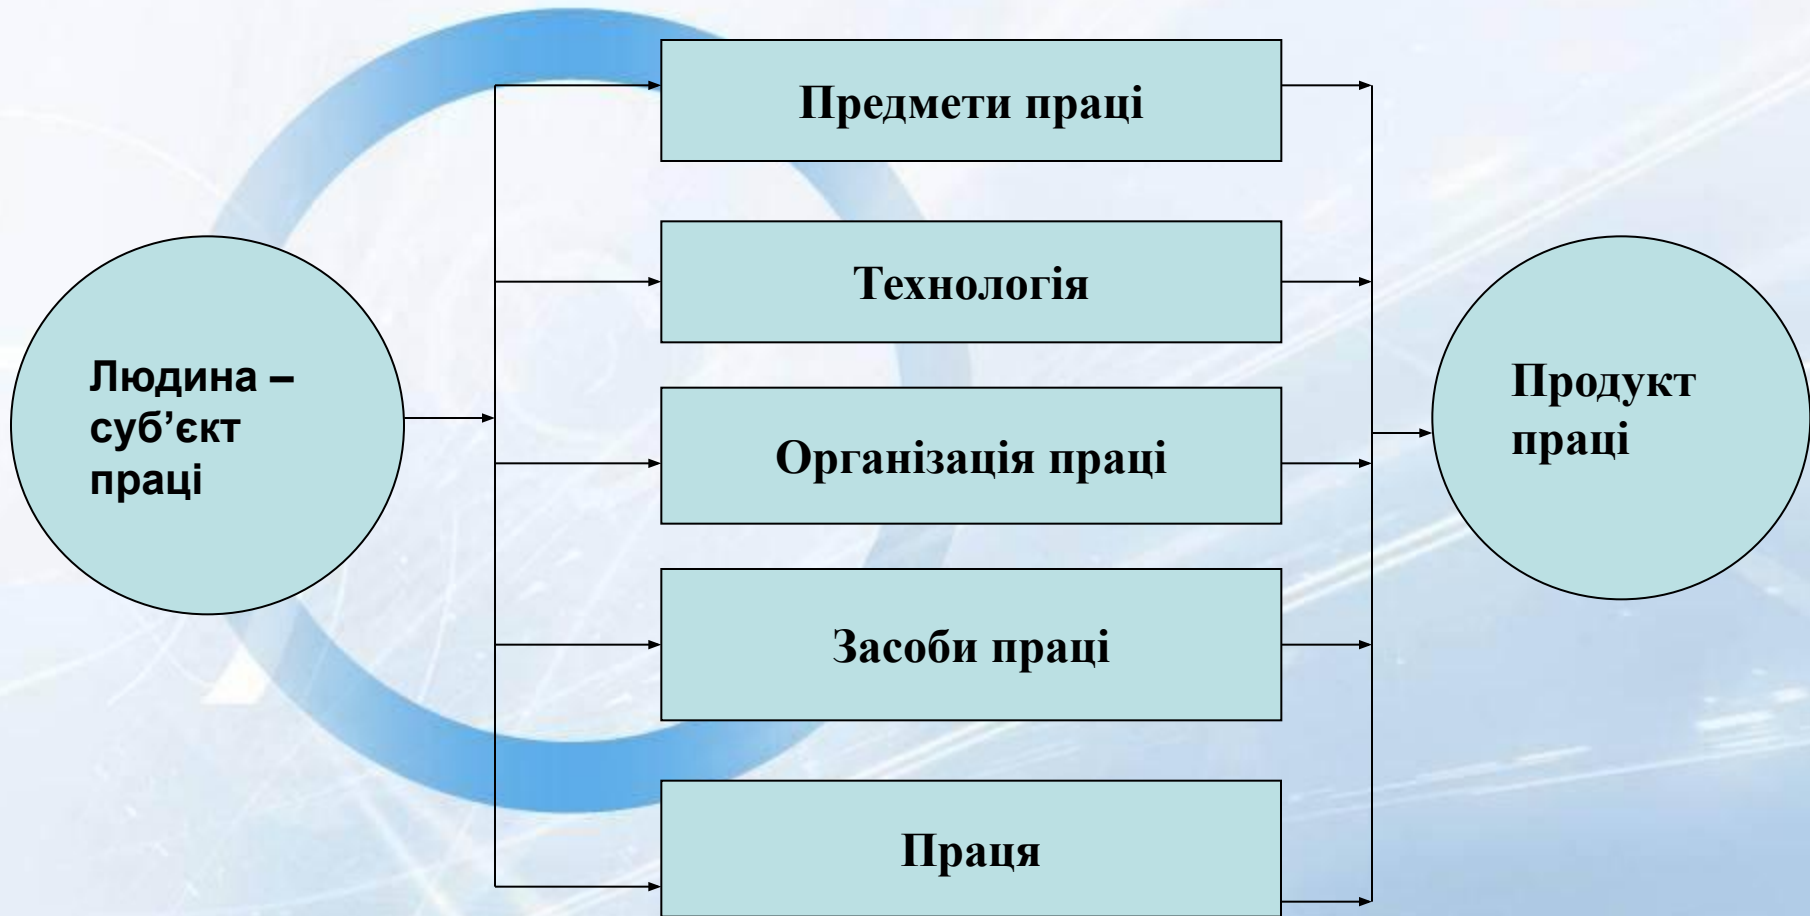 Людина –
суб’єкт
праці
Предмети праці
Технологія
Організація праці
Засоби праці
Праця
Продукт
праці